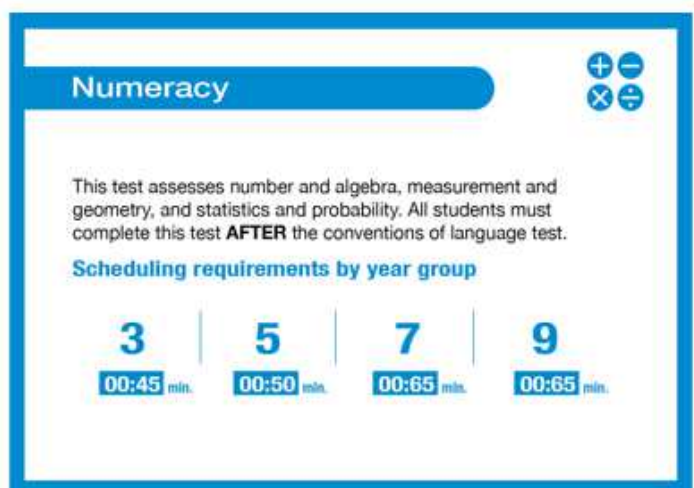 Numeracy
This test assesses number and algebra, measurement and
geometry, and statistics and probability. All students must
complete this test AFTER the conventions of language test.
Scheduling requirements by year group
3 5 7 9
00:45 min. 00:50 min. 00:65 min. 00:65 min.